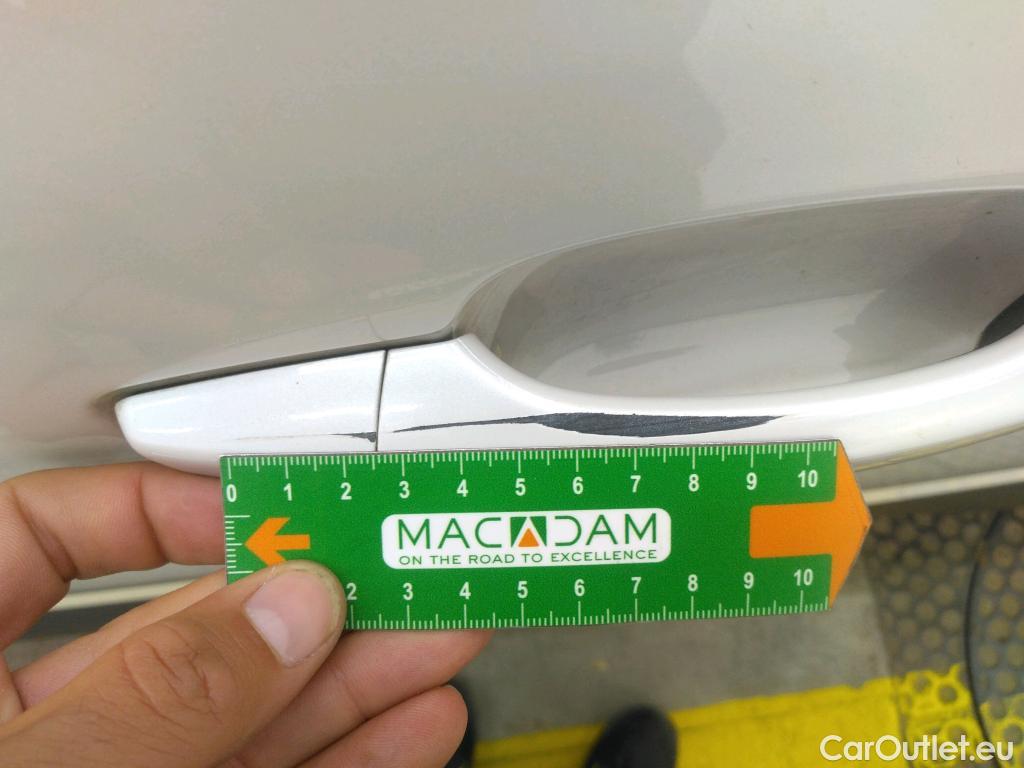 0 1 2 3 4 5 6 7 8 9 10
MACADAM
ON THE ROAD TO EXCELLENCE
2 3 4 5 6 7 8 9 10
CarOutlet.eu